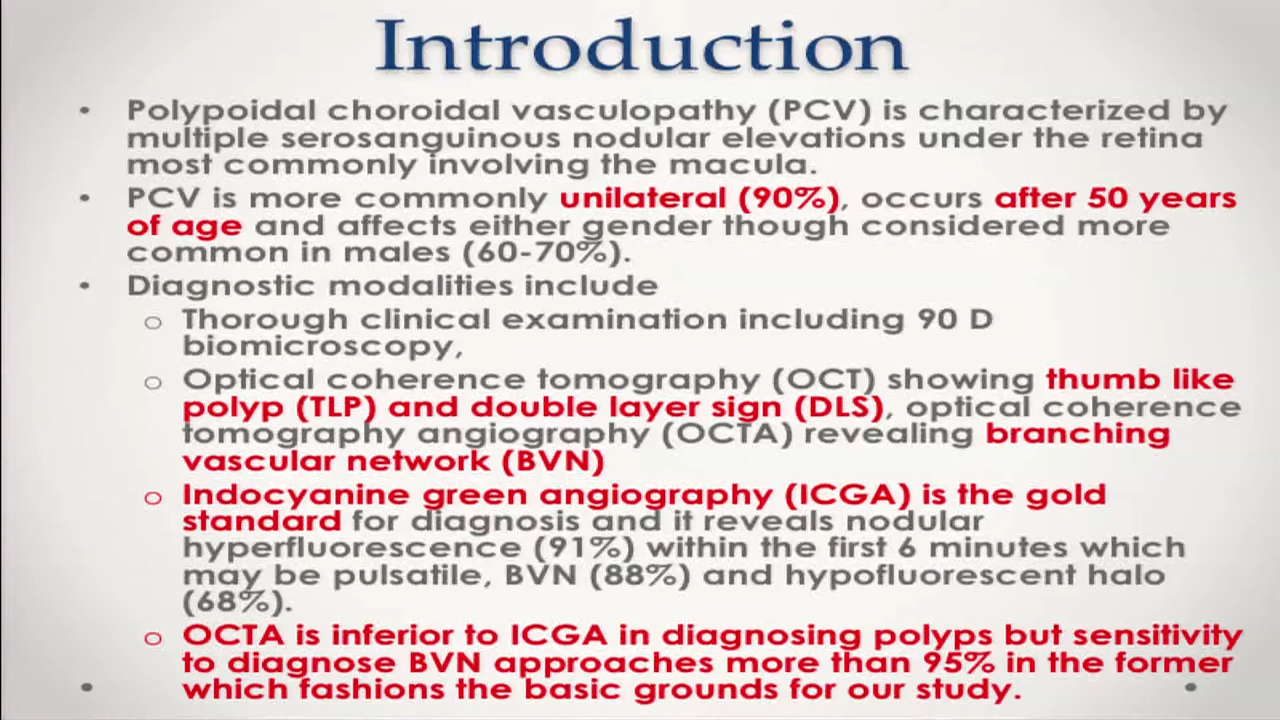 Introduction
• Polypoidal choroidal vasculopathy (PCV) is characterized by
multiple serosanguinous nodular elevations under the retina
most commonly involving the macula.
• PCV is more commonly unilateral (90%), occurs after 50 years
of age and affects either gender though considered more
common in males (60-70%).
• Diagnostic modalities include
o Thorough clinical examination including 90 D
biomicroscopy,
o Optical coherence tomography (OCT) showing thumb like
polyp (TLP) and double layer sign (DLS), optical coherence
tomography angiography (OCTA) revealing branching
vascular network (BVN)
o Indocyanine green angiography (ICGA) is the gold
standard for diagnosis and it reveals nodular
hyperfluorescence (91%) within the first 6 minutes which
may be pulsatile, BVN (88%) and hypofluorescent halo
(68%).
o OCTA is inferior to ICGA in diagnosing polyps but sensitivity
to diagnose BVN approaches more than 95% in the former
which fashions the basic grounds for our study.